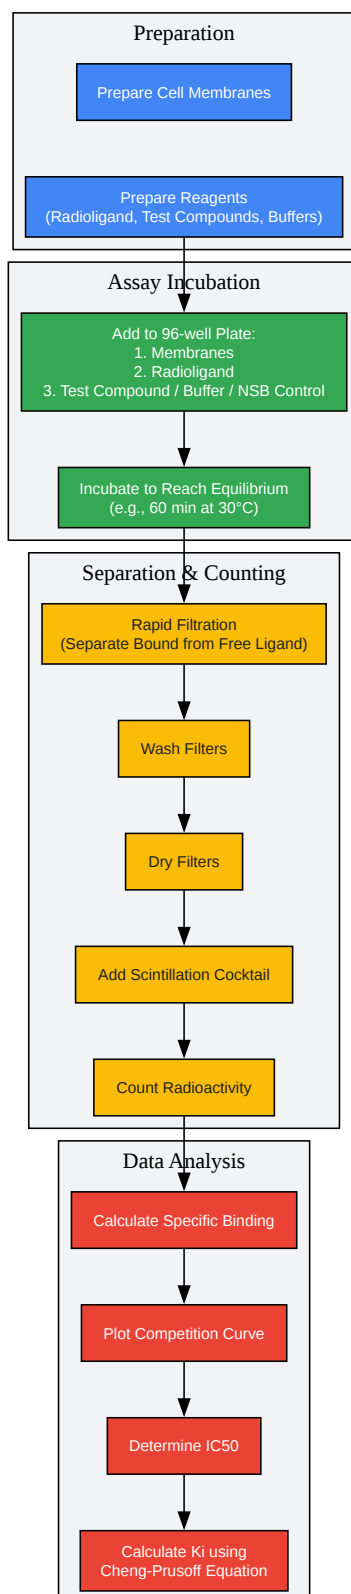 Preparation
Prepare Cell Membranes
Prepare Reagents
(Radioligand, Test Compounds, Buffers)
Assay Incubation
Add to 96-well Plate:
1. Membranes
2. Radioligand
3. Test Compound / Buffer / NSB Control
Incubate to Reach Equilibrium
(e.g., 60 min at 30°C)
Separation & Counting
Rapid Filtration
(Separate Bound from Free Ligand)
Wash Filters
Dry Filters
Add Scintillation Cocktail
Count Radioactivity
Data Analysis
Calculate Specific Binding
Plot Competition Curve
Determine IC50
Calculate Ki using
Cheng-Prusoff Equation